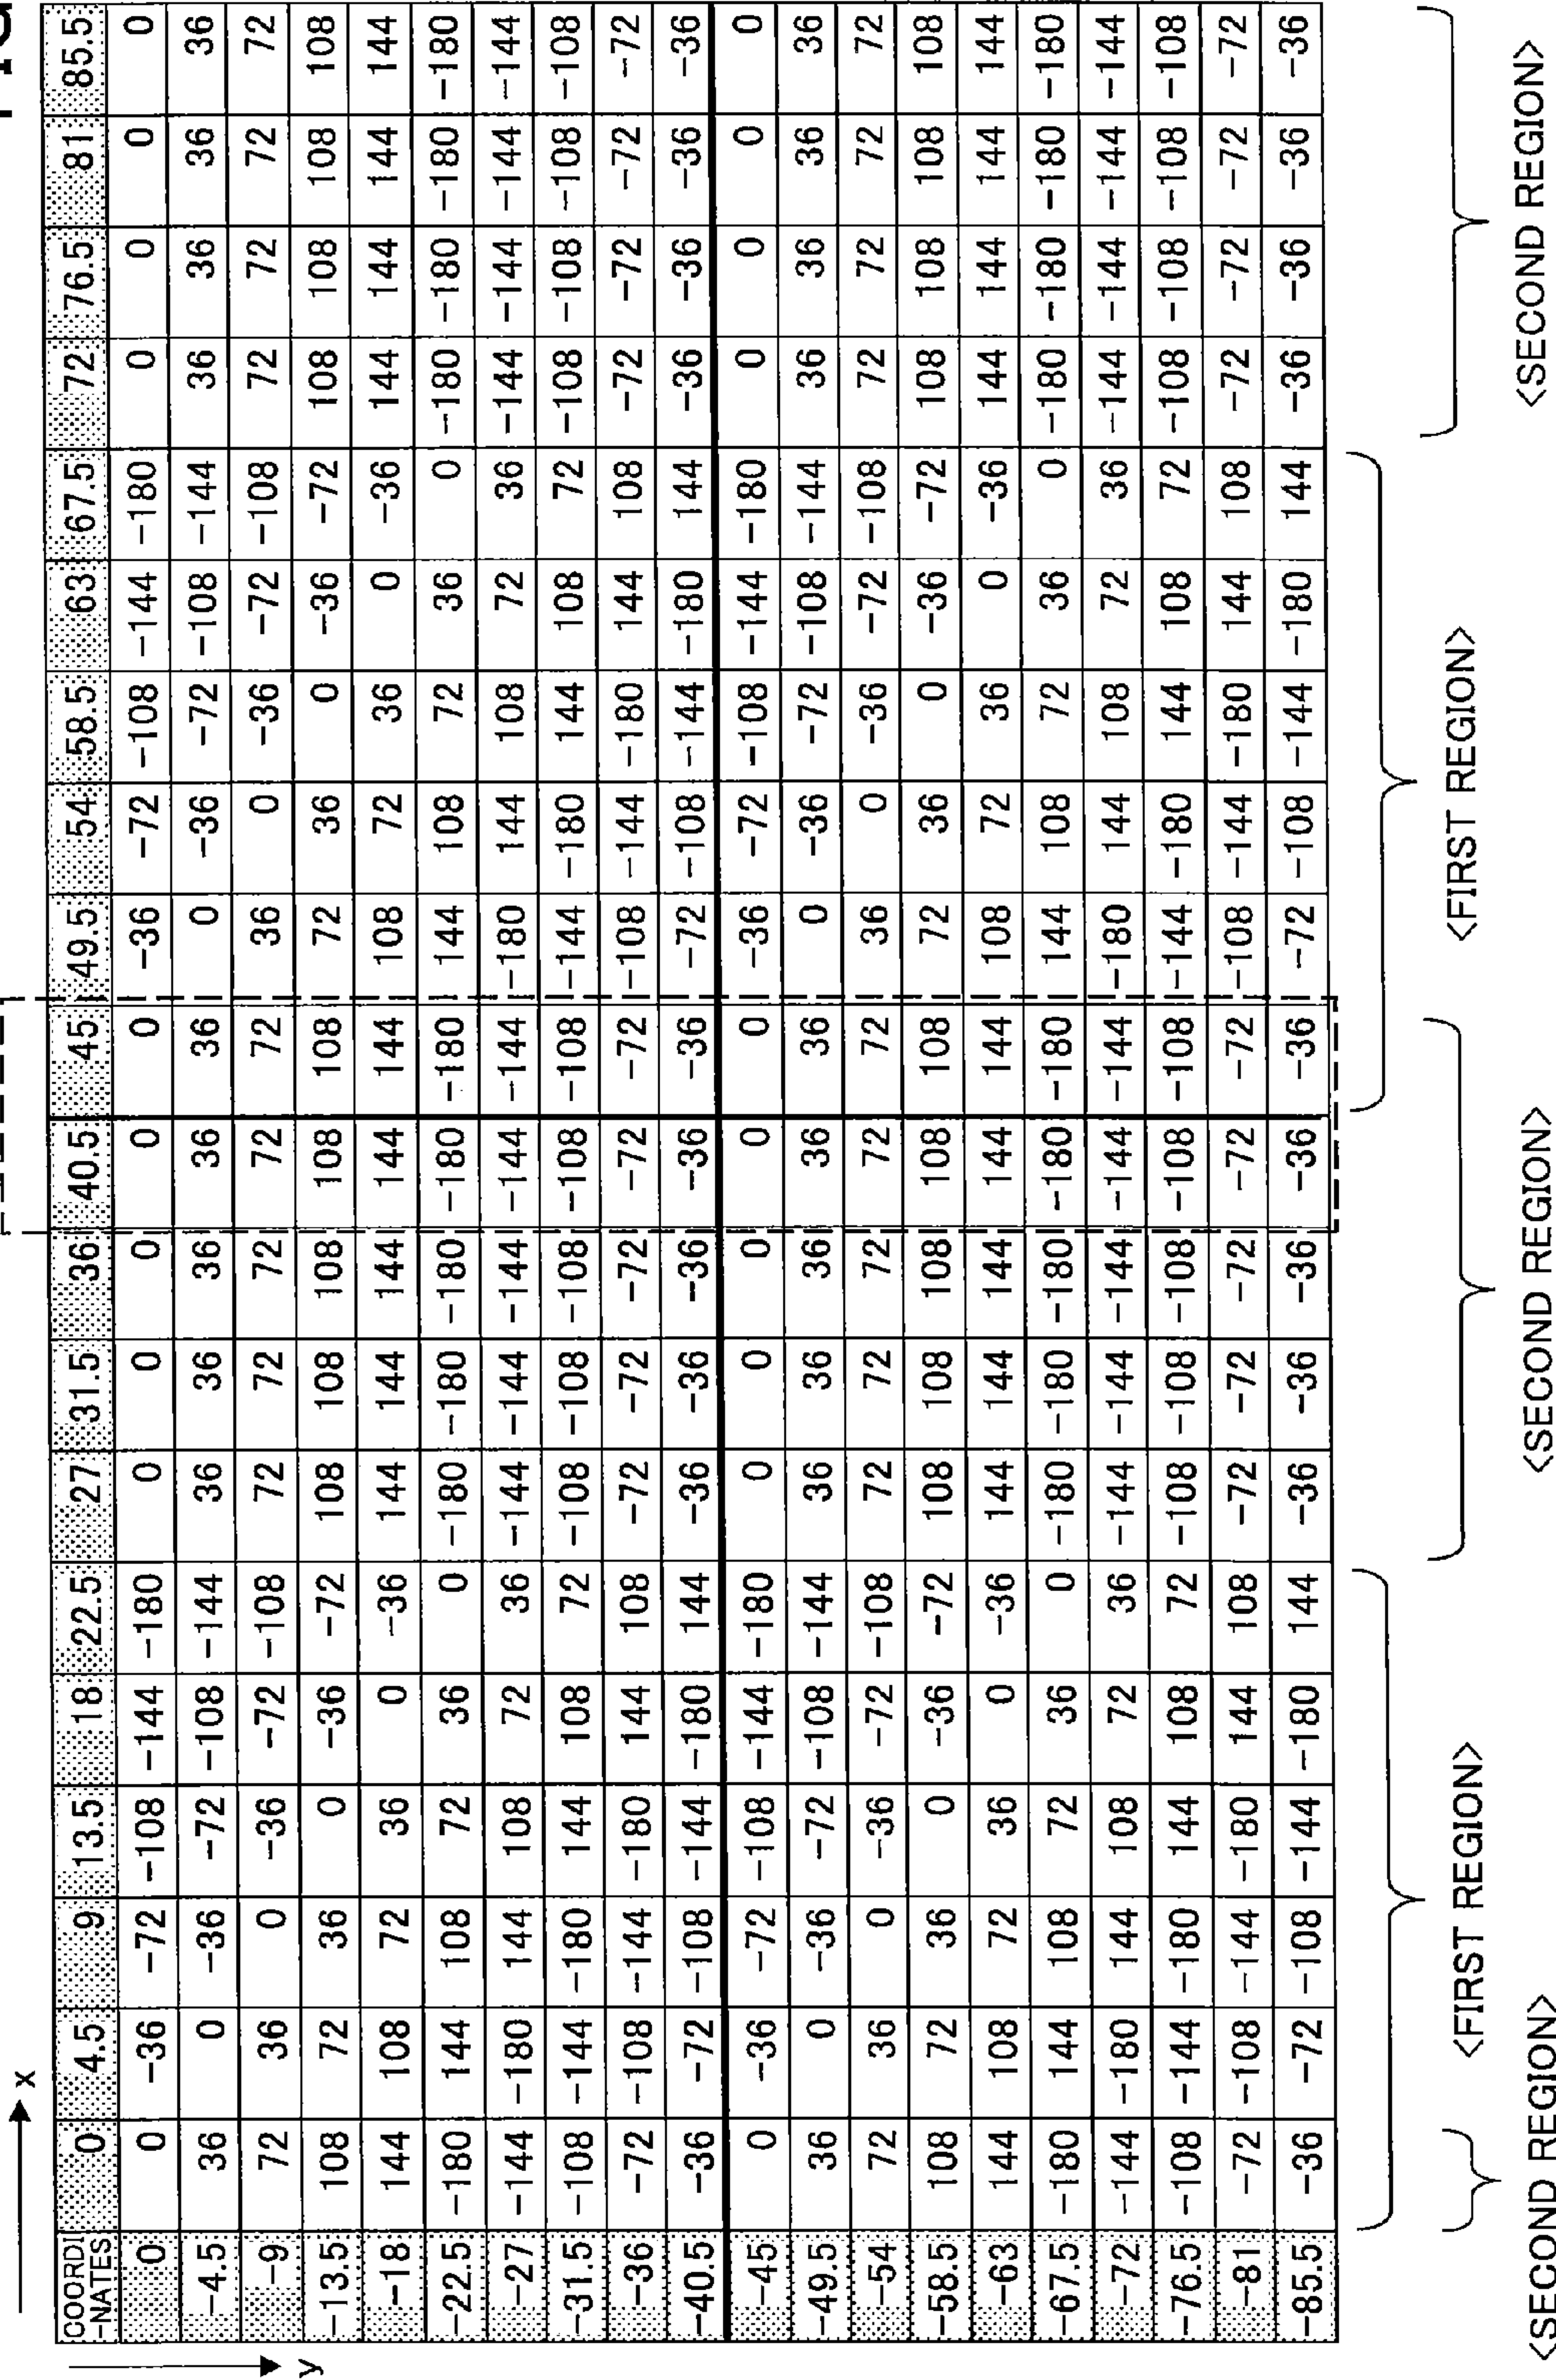 x
y
COORDI
-NATES 0 4.5 9 13.5 18 22.5 27 31.5 36 40.5 45 49.5 54 58.5 63 67.5 72 76.5 81 85.5
0 0 -36 -72 -108 -144 -180 0 0 0 0 0 -36 -72 -108 -144 -180 0 0 0 0
-4.5 36 0 -36 -72 -108 -144 36 36 36 36 36 0 -36 -72 -108 -144 36 36 36 36
-9 72 36 0 -36 -72 -108 72 72 72 72 72 36 0 -36 -72 -108 72 72 72 72
-13.5 108 72 36 0 -36 -72 108 108 108 108 108 72 36 0 -36 -72 108 108 108 108
-18 144 108 72 36 0 -36 144 144 144 144 144 108 72 36 0 -36 144 144 144 144
-22.5 -180 144 108 72 36 0 -180 -180 -180 -180 -180 144 108 72 36 0 -180 -180 -180 -180
-27 -144 -180 144 108 72 36 -144 -144 -144 -144 -144 -180 144 108 72 36 -144 -144 -144 -144
-31.5 -108 -144 -180 144 108 72 -108 -108 -108 -108 -108 -144 -180 144 108 72 -108 -108 -108 -108
-36 -72 -108 -144 -180 144 108 -72 -72 -72 -72 -72 -108 -144 -180 144 108 -72 -72 -72 -72
-40.5 -36 -72 -108 -144 -180 144 -36 -36 -36 -36 -36 -72 -108 -144 -180 144 -36 -36 -36 -36
-45 0 -36 -72 -108 -144 -180 0 0 0 0 0 -36 -72 -108 -144 -180 0 0 0 0
-49.5 36 0 -36 -72 -108 -144 36 36 36 36 36 0 -36 -72 -108 -144 36 36 36 36
-54 72 36 0 -36 -72 -108 72 72 72 72 72 36 0 -36 -72 -108 72 72 72 72
-58.5 108 72 36 0 -36 -72 108 108 108 108 108 72 36 0 -36 -72 108 108 108 108
-63 144 108 72 36 0 -36 144 144 144 144 144 108 72 36 0 -36 144 144 144 144
-67.5 -180 144 108 72 36 0 -180 -180 -180 -180 -180 144 108 72 36 0 -180 -180 -180 -180
-72 -144 -180 144 108 72 36 -144 -144 -144 -144 -144 -180 144 108 72 36 -144 -144 -144 -144
-76.5 -108 -144 -180 144 108 72 -108 -108 -108 -108 -108 -144 -180 144 108 72 -108 -108 -108 -108
-81 -72 -108 -144 -180 144 108 -72 -72 -72 -72 -72 -108 -144 -180 144 108 -72 -72 -72 -72
-85.5 -36 -72 -108 -144 -180 144 -36 -36 -36 -36 -36 -72 -108 -144 -180 144 -36 -36 -36 -36
<FIRST REGION> <FIRST REGION>
<SECOND REGION> <SECOND REGION> <SECOND REGION>